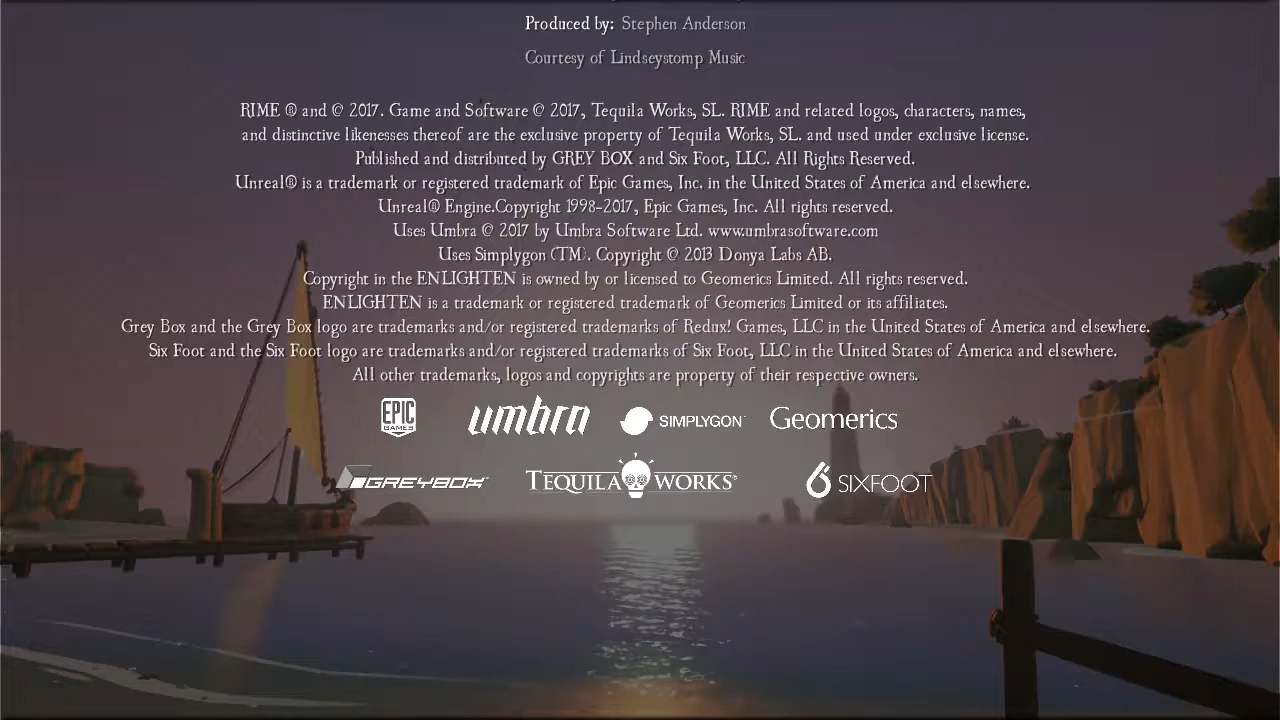 Produced by: Stephen Anderson
Courtesy of Lindseystomp Music
RIME ® and © 2017. Game and Software © 2017, Tequila Works, SL. RIME and related logos, characters, names,
and distinctive likenesses thereof are the exclusive property of Tequila Works, SL. and used under exclusive license.
Published and distributed by GREY BOX and Six Foot, LLC. All Rights Reserved.
Unreal® is a trademark or registered trademark of Epic Games, Inc. in the United States of America and elsewhere.
Unreal® Engine.Copyright 1998-2017, Epic Games, Inc. All rights reserved.
Uses Umbra © 2017 by Umbra Software Ltd. www.umbrasoftware.com
Uses Simplygon (TM). Copyright © 2013 Donya Labs AB.
Copyright in the ENLIGHTEN is owned by or licensed to Geomerics Limited. All rights reserved.
ENLIGHTEN is a trademark or registered trademark of Geomerics Limited or its affiliates.
Grey Box and the Grey Box logo are trademarks and/or registered trademarks of Redux! Games, LLC in the United States of America and elsewhere.
Six Foot and the Six Foot logo are trademarks and/or registered trademarks of Six Foot, LLC in the United States of America and elsewhere.
All other trademarks, logos and copyrights are property of their respective owners.
EPIC GAMES umbra SIMPLYGON Geomerics
GREYBOX TEQUILA WORKS SIXFOOT